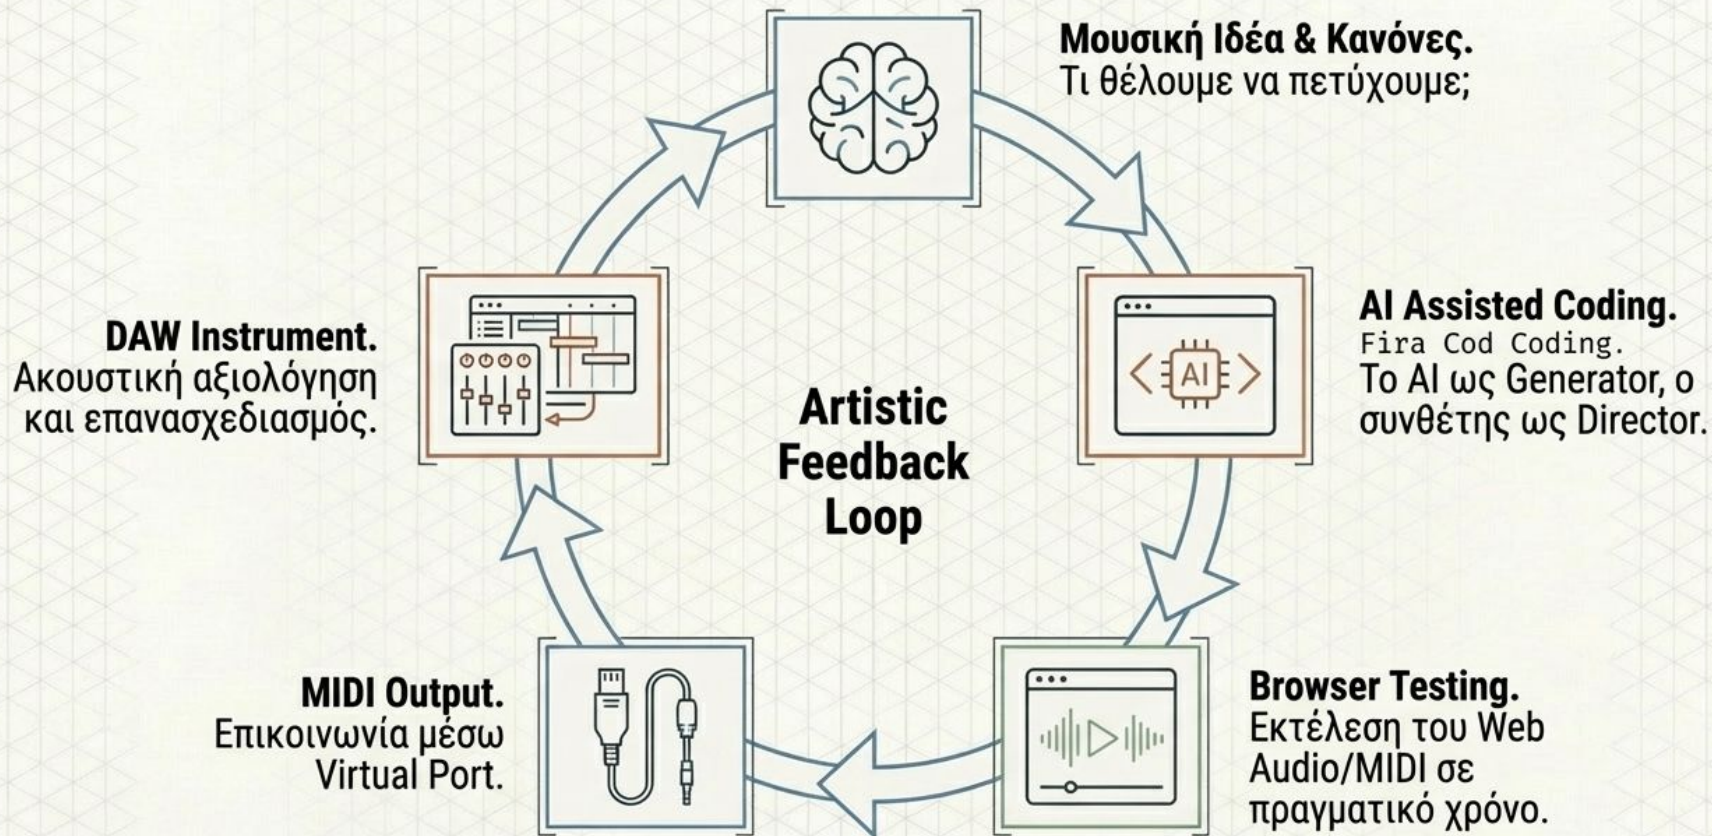 Μουσική Ιδέα & Κανόνες.
Τι θέλουμε να πετύχουμε;
AI Assisted Coding.
Fira Cod Coding.
Το AI ως Generator, ο
συνθέτης ως Director.
AI
Browser Testing.
Εκτέλεση του Web
Audio/MIDI σε
πραγματικό χρόνο.
MIDI Output.
Επικοινωνία μέσω
Virtual Port.
DAW Instrument.
Ακουστική αξιολόγηση
και επανασχεδιασμός.
Artistic
Feedback
Loop